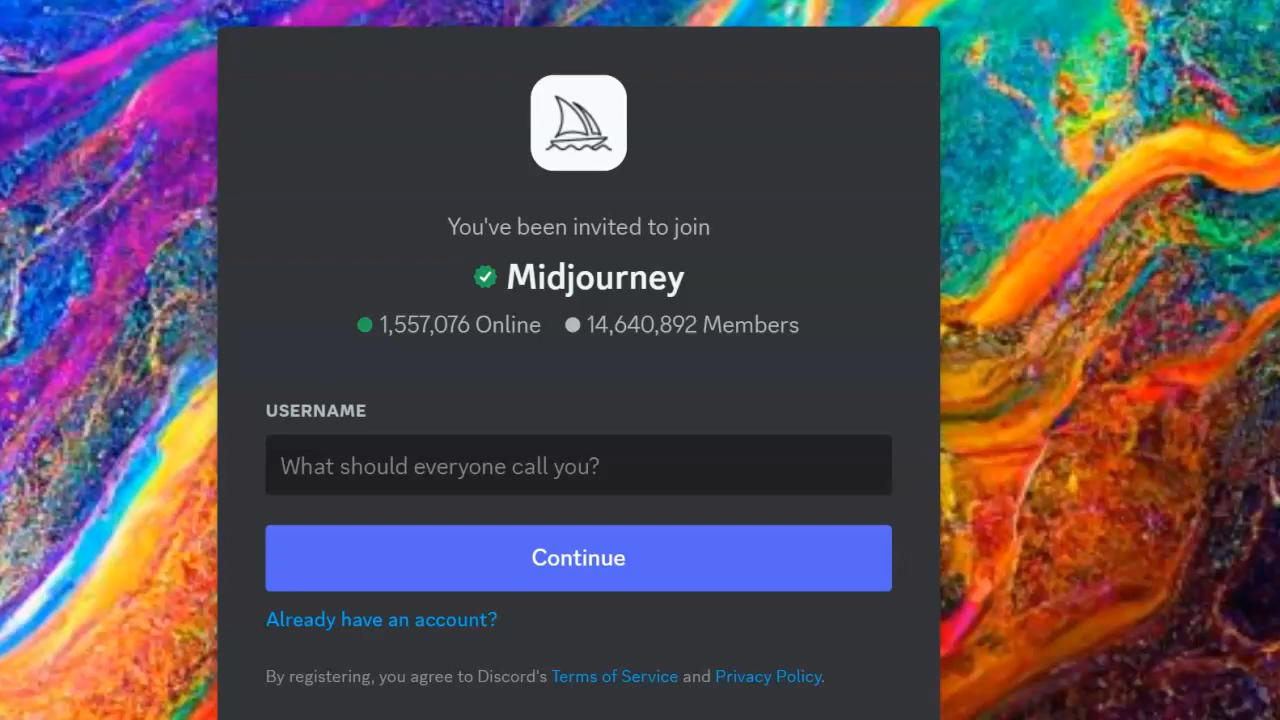 You've been invited to join
Midjourney
1,557,076 Online 14,640,892 Members
USERNAME
What should everyone call you?
Continue
Already have an account?
By registering, you agree to Discord's Terms of Service and Privacy Policy.